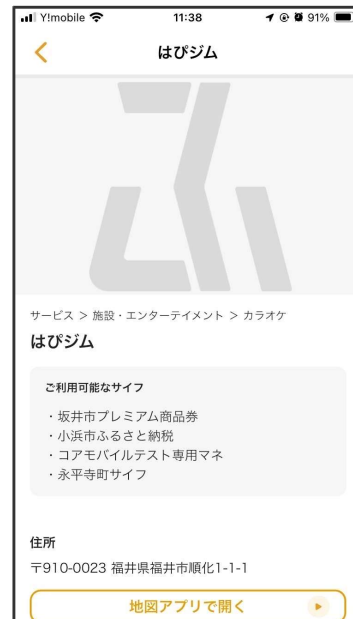 Y!mobile 11:38 91%
はぴジム
サービス > 施設・エンターテイメント > カラオケ
はぴジム
ご利用可能なサイフ
・坂井市プレミアム商品券
・小浜市ふるさと納税
・コアモバイルテスト専用マネ
・永平寺町サイフ
住所
〒910-0023 福井県福井市順化1-1-1
地図アプリで開く